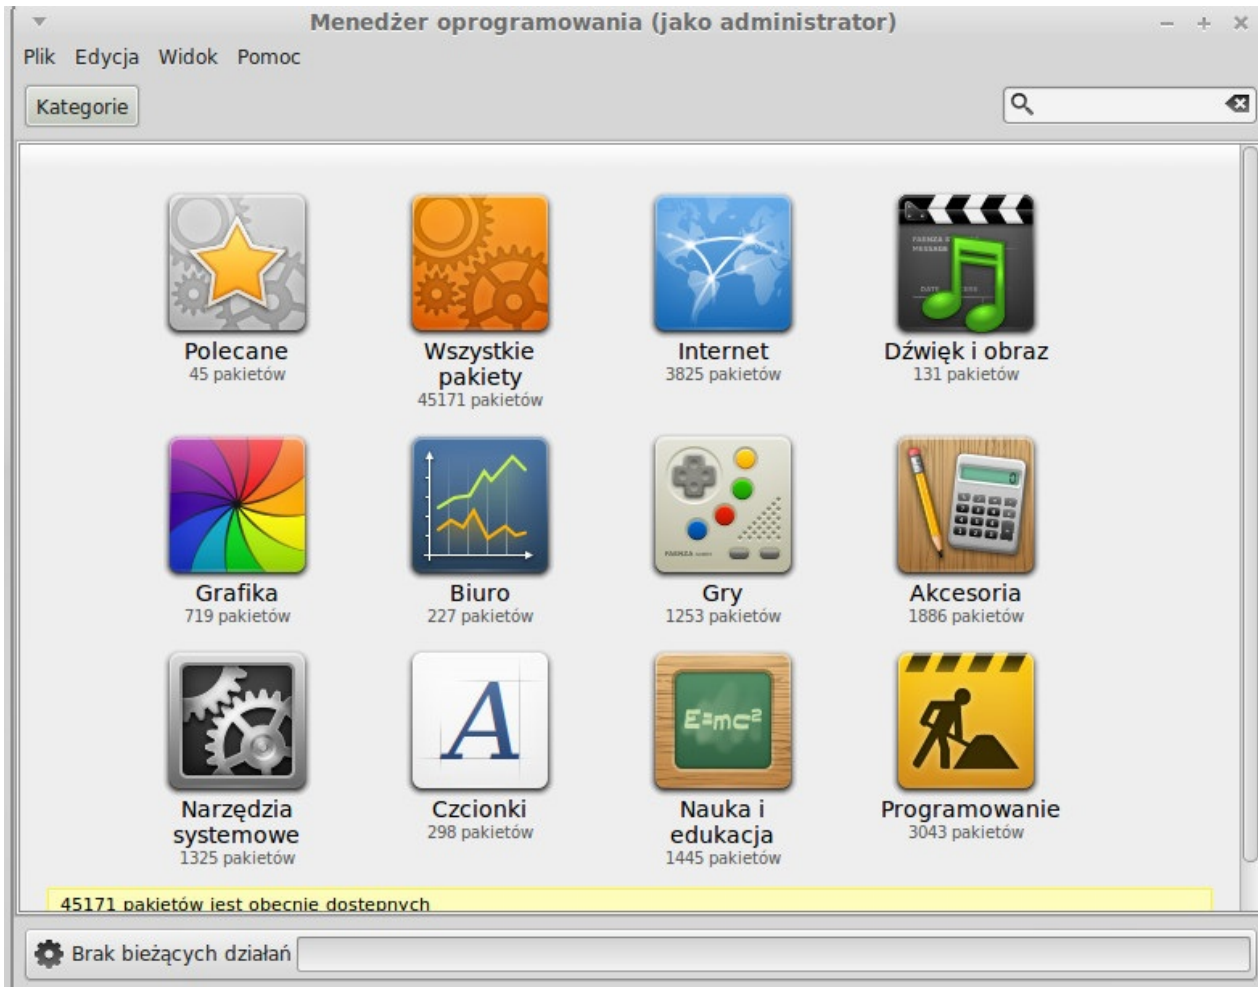 Menedżer oprogramowania (jako administrator)
Plik Edycja Widok Pomoc
Kategorie
Polecane
45 pakietów
Wszystkie
pakiety
45171 pakietów
Internet
3825 pakietów
Dźwięk i obraz
131 pakietów
Grafika
719 pakietów
Biuro
227 pakietów
Gry
1253 pakietów
Akcesoria
1886 pakietów
E=mc²
Narzędzia
systemowe
1325 pakietów
Czcionki
298 pakietów
Nauka i
edukacja
1445 pakietów
Programowanie
3043 pakietów
45171 pakietów jest obecnie dostępnych
Brak bieżących działań